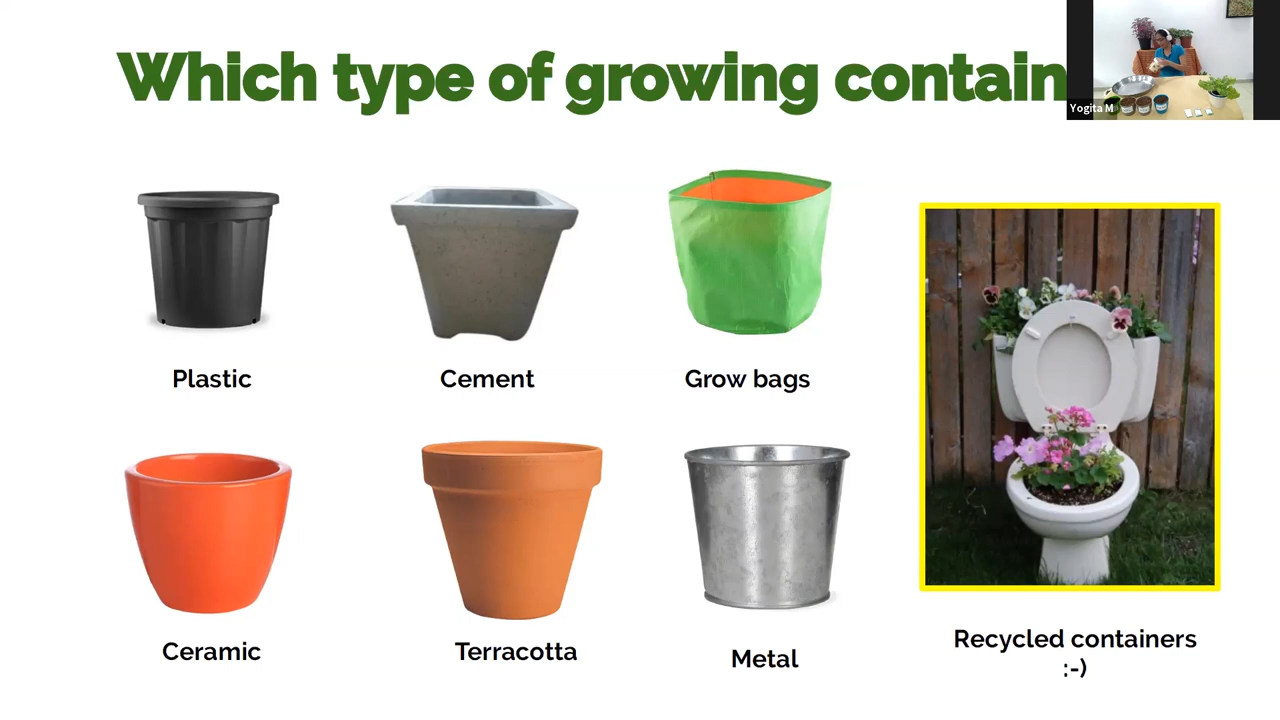 Which type of growing contain
Yogita M
Plastic
Cement
Grow bags
Ceramic
Terracotta
Metal
Recycled containers
:-)